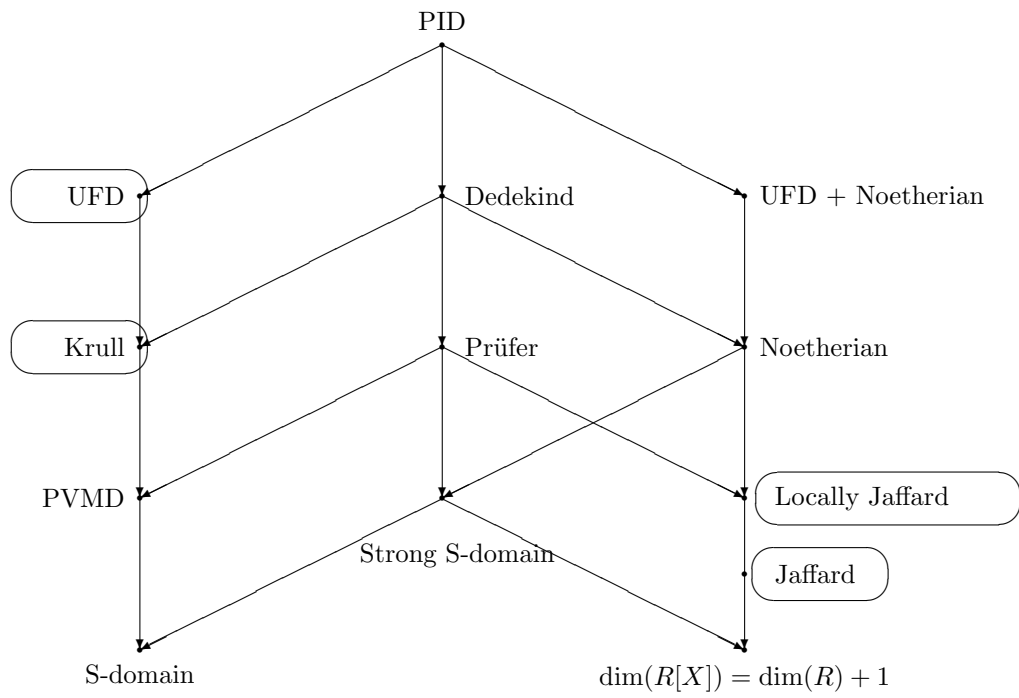 PID
UFD
Dedekind
UFD + Noetherian
Krull
Prüfer
Noetherian
PVMD
Locally Jaffard
Strong S-domain
Jaffard
S-domain
dim(R[X]) = dim(R) + 1